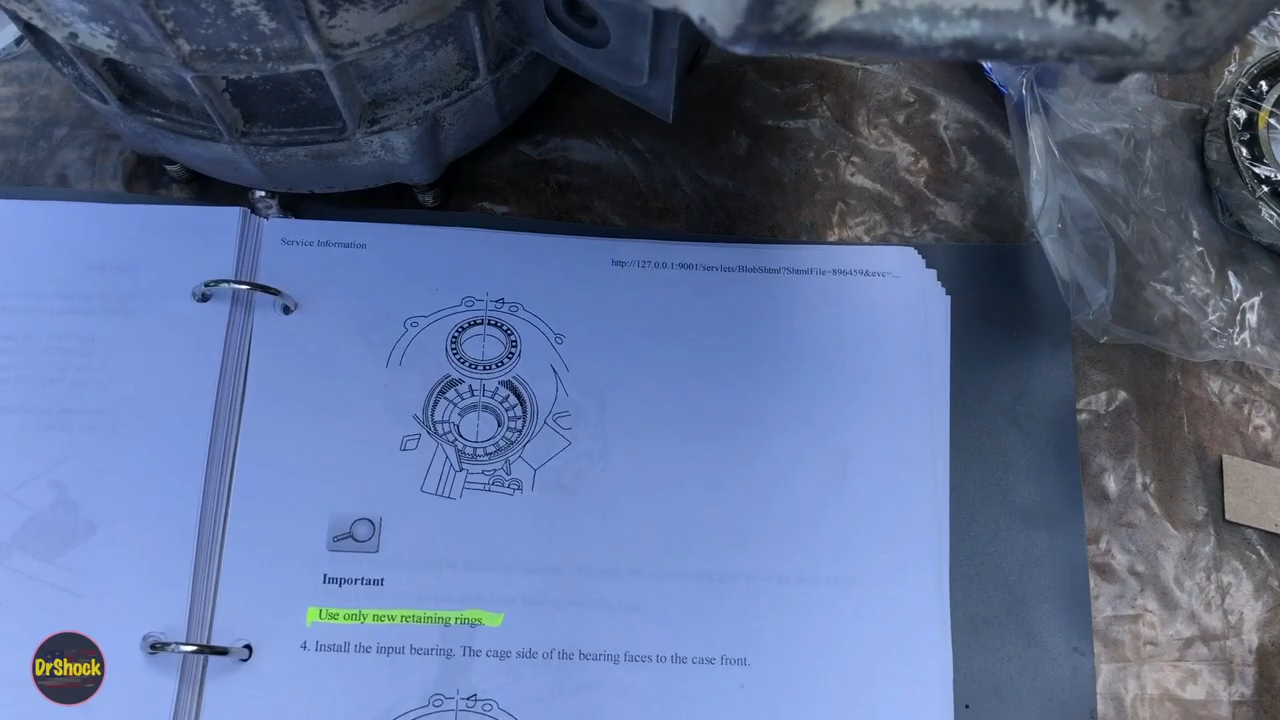 Service Information
http://127.0.0.1:9001/servlets/BlobShtml?ShtmlFile=896459&evc=...
Important
Use only new retaining rings.
4. Install the input bearing. The cage side of the bearing faces to the case front.
DrShock